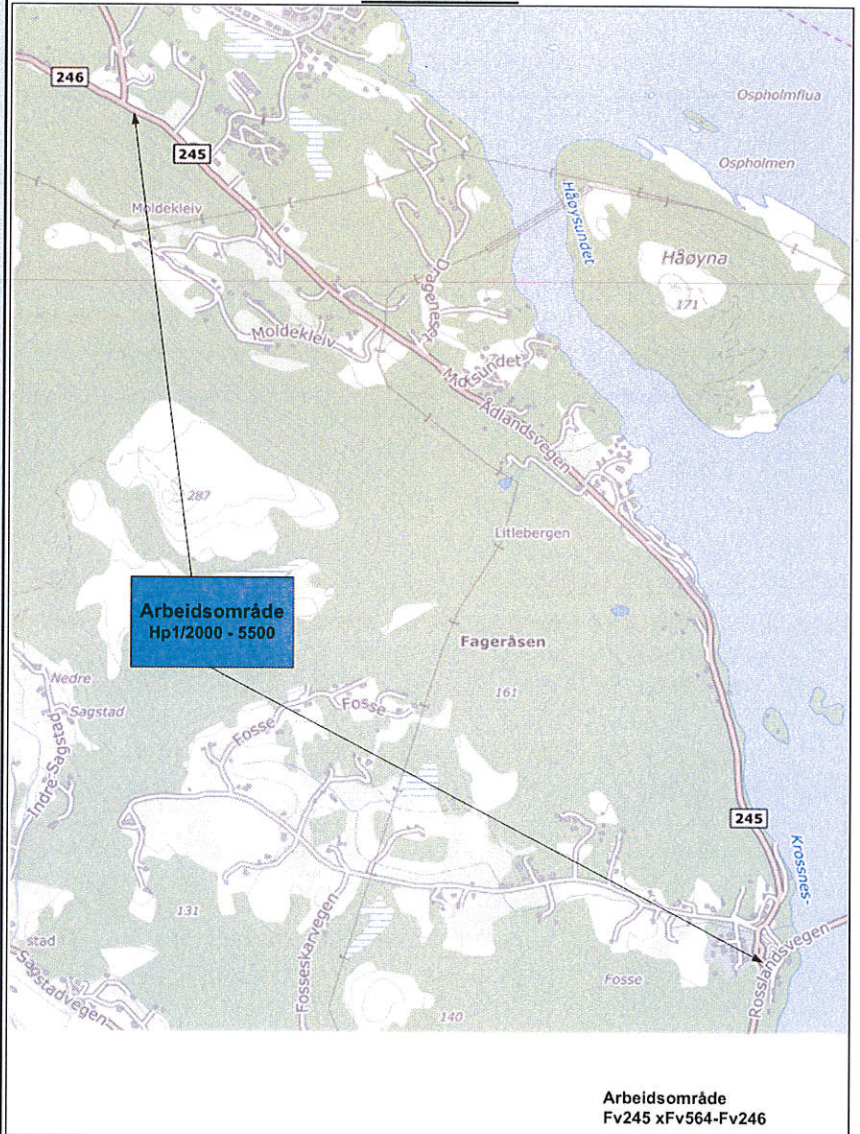 246
Ospholmflua
245
Ospholmen
Håøysundet
Moldekleiv
Håøyna
Drageneset
171
Moldekleiv
Mosundet
Ådlandsvegen
287
Litlebergen
Arbeidsområde
Hp1/2000 - 5500
Fageråsen
161
Nedre
Sagstad
Fosse
Fosse
Indre-Sagstad
245
Krossnes-
131
stad
Sagstadvegen
Fosseskarvegen
Fosse
Rosslandsvegen
140
Arbeidsområde
Fv245 xFv564-Fv246